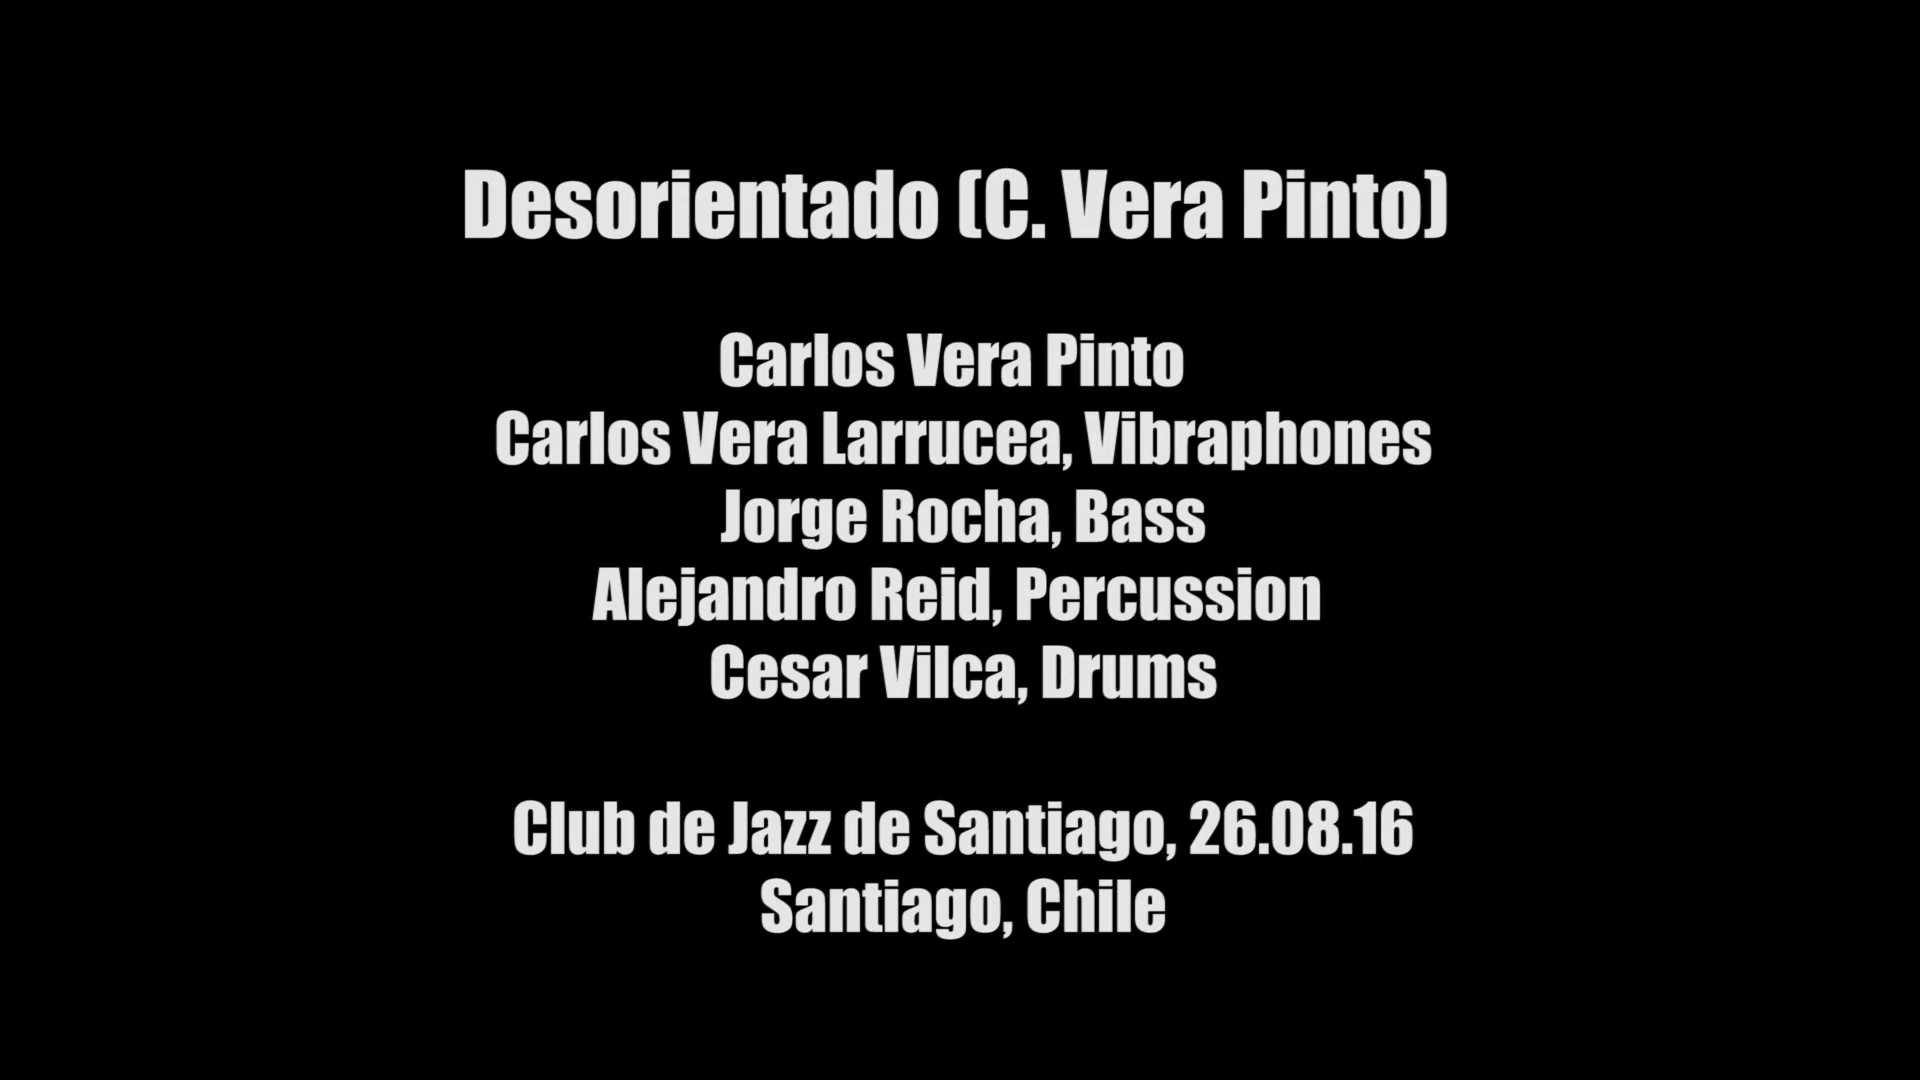 Desorientado (C. Vera Pinto)
Carlos Vera Pinto
Carlos Vera Larrucea, Vibraphones
Jorge Rocha, Bass
Alejandro Reid, Percussion
Cesar Vilca, Drums
Club de Jazz de Santiago, 26.08.16
Santiago, Chile